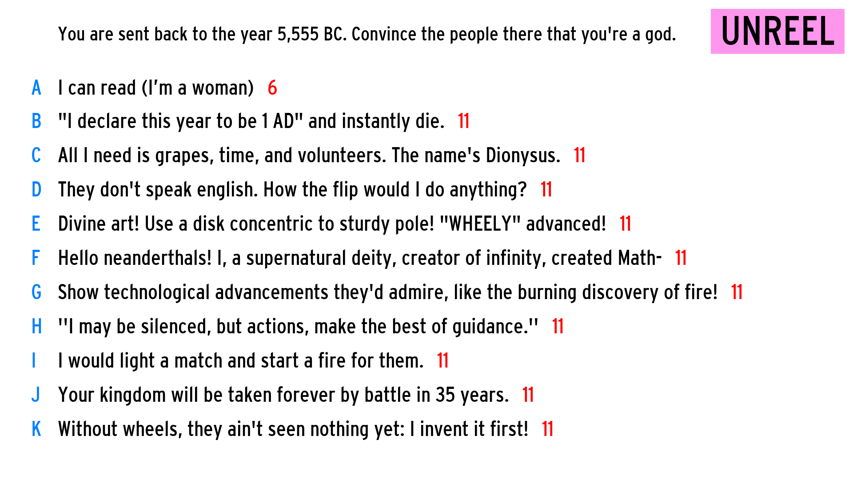 You are sent back to the year 5,555 BC. Convince the people there that you're a god.
UNREEL
A I can read (I'm a woman) 6
B "I declare this year to be 1 AD" and instantly die. 11
C All I need is grapes, time, and volunteers. The name's Dionysus. 11
D They don't speak english. How the flip would I do anything? 11
E Divine art! Use a disk concentric to sturdy pole! "WHEELY" advanced! 11
F Hello neanderthals! I, a supernatural deity, creator of infinity, created Math- 11
G Show technological advancements they'd admire, like the burning discovery of fire! 11
H ''I may be silenced, but actions, make the best of guidance.'' 11
I I would light a match and start a fire for them. 11
J Your kingdom will be taken forever by battle in 35 years. 11
K Without wheels, they ain't seen nothing yet: I invent it first! 11